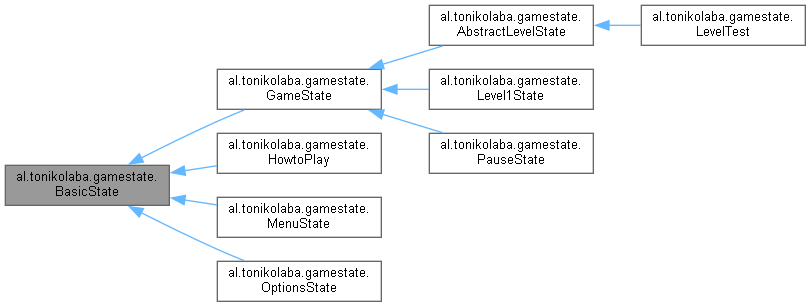 al.tonikolaba.gamestate.
BasicState
al.tonikolaba.gamestate.
GameState
al.tonikolaba.gamestate.
HowtoPlay
al.tonikolaba.gamestate.
MenuState
al.tonikolaba.gamestate.
OptionsState
al.tonikolaba.gamestate.
AbstractLevelState
al.tonikolaba.gamestate.
Level1State
al.tonikolaba.gamestate.
PauseState
al.tonikolaba.gamestate.
LevelTest